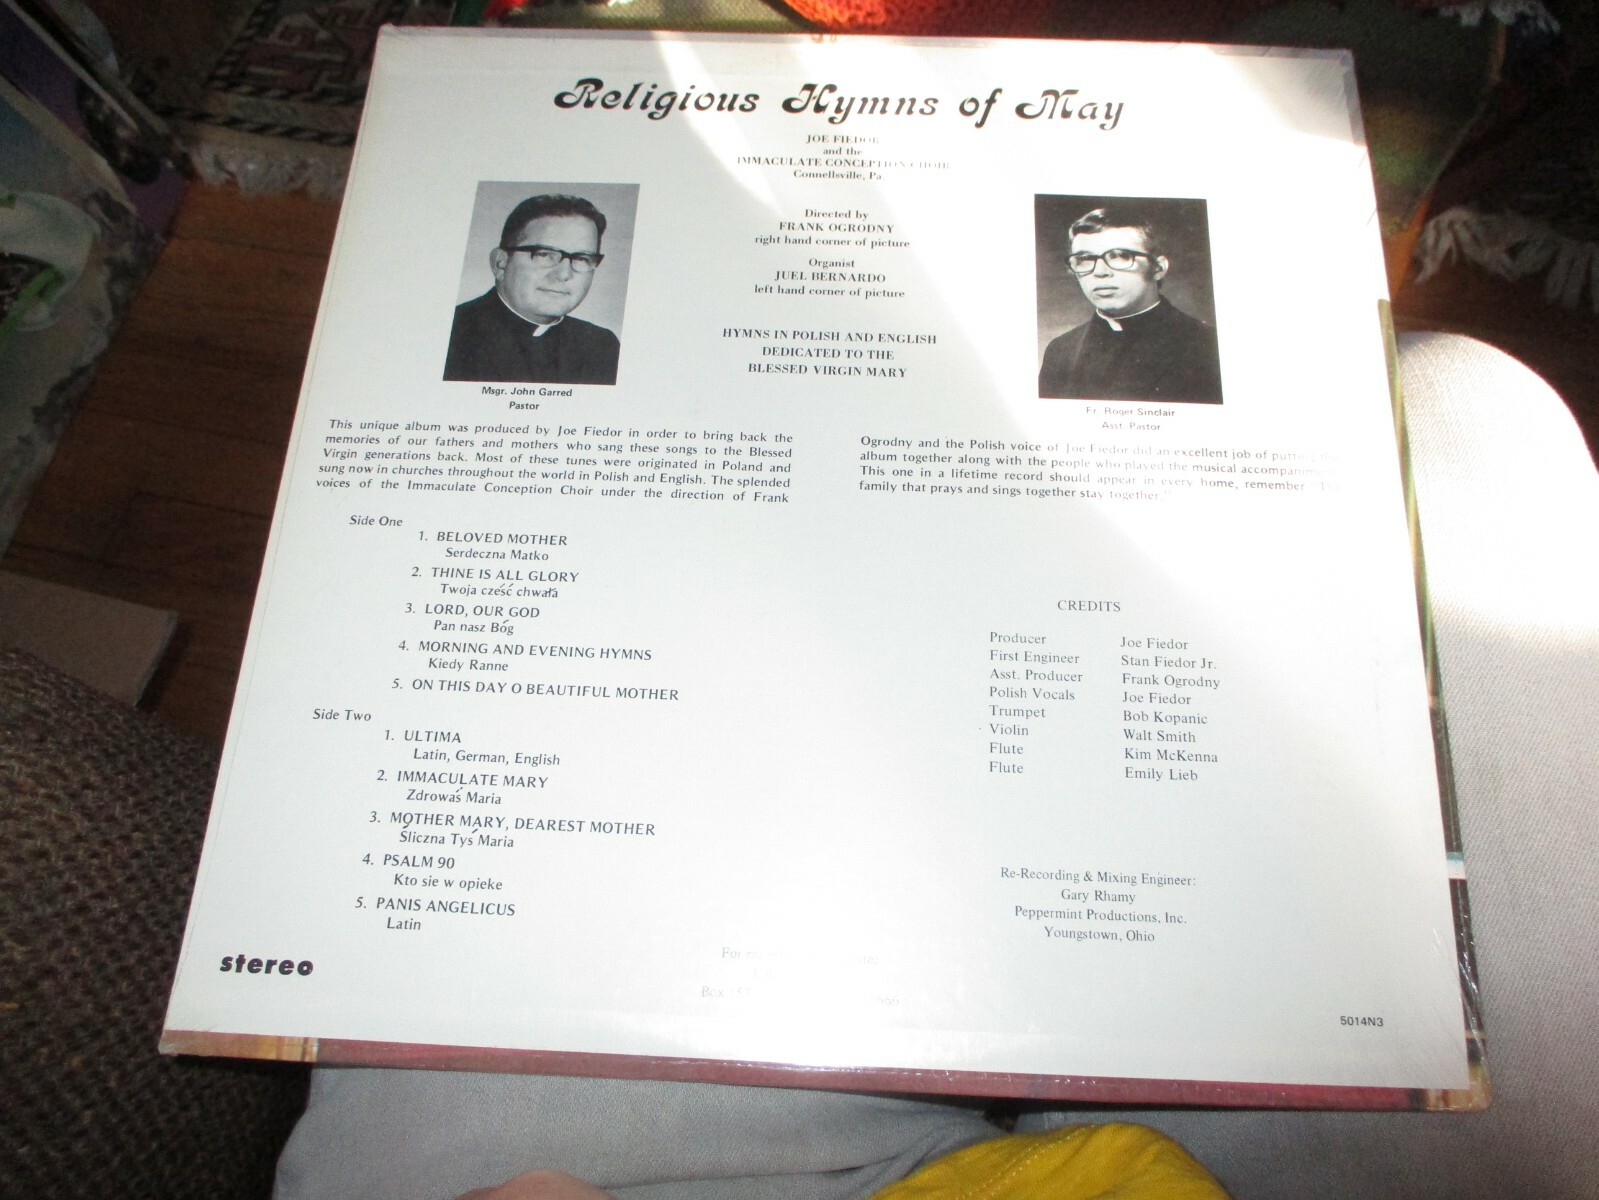 Religious Hymns of May
JOE FIEDOR
and the
IMMACULATE CONCEPTION CHOIR
Connellsville, Pa.
Directed by
FRANK OGRODNY
right hand corner of picture
Organist
JUEL BERNARDO
left hand corner of picture
HYMNS IN POLISH AND ENGLISH
DEDICATED TO THE
BLESSED VIRGIN MARY
Msgr. John Garred
Pastor
Fr. Roger Sinclair
Asst. Pastor
This unique album was produced by Joe Fiedor in order to bring back the
memories of our fathers and mothers who sang these songs to the Blessed
Virgin generations back. Most of these tunes were originated in Poland and
sung now in churches throughout the world in Polish and English. The splended
voices of the Immaculate Conception Choir under the direction of Frank
Ogrodny and the Polish voice of Joe Fiedor did an excellent job of
album together along with the people who played the musical
This one in a lifetime record should appear in every home, remember
family that prays and sings together stay together."
Side One
1. BELOVED MOTHER
Serdeczna Matko
2. THINE IS ALL GLORY
Twoja cześć chwała
3. LORD, OUR GOD
Pan nasz Bóg
4. MORNING AND EVENING HYMNS
Kiedy Ranne
5. ON THIS DAY O BEAUTIFUL MOTHER
Side Two
1. ULTIMA
Latin, German, English
2. IMMACULATE MARY
Zdrowaś Maria
3. MOTHER MARY, DEAREST MOTHER
Śliczna Tyś Maria
4. PSALM 90
Kto sie w opieke
5. PANIS ANGELICUS
Latin
CREDITS
Producer Joe Fiedor
First Engineer Stan Fiedor Jr.
Asst. Producer Frank Ogrodny
Polish Vocals Joe Fiedor
Trumpet Bob Kopanic
Violin Walt Smith
Flute Kim McKenna
Flute Emily Lieb
Re-Recording & Mixing Engineer:
Gary Rhamy
Peppermint Productions, Inc.
Youngstown, Ohio
For
Box
stereo
5014N3